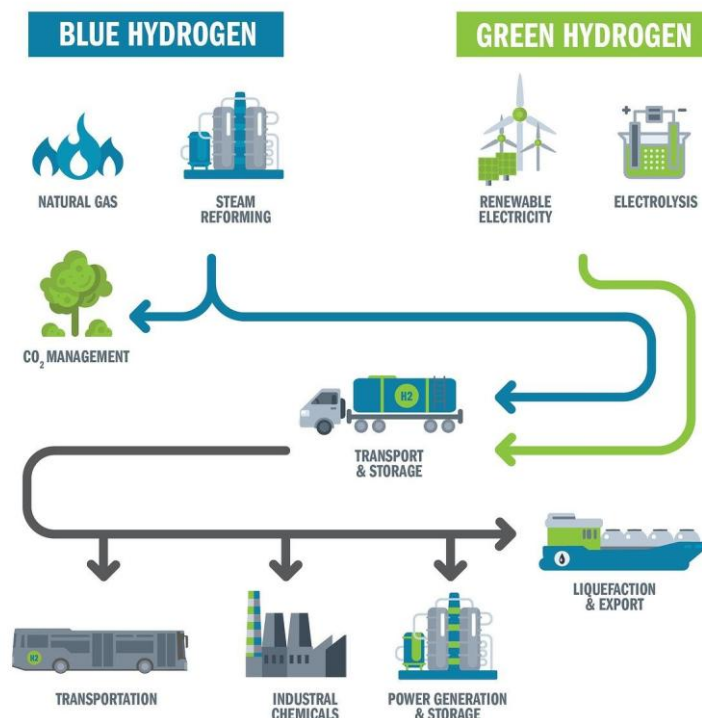 BLUE HYDROGEN
GREEN HYDROGEN
NATURAL GAS
STEAM
REFORMING
RENEWABLE
ELECTRICITY
ELECTROLYSIS
+ −
CO₂ MANAGEMENT
H2
TRANSPORT
& STORAGE
LIQUEFACTION
& EXPORT
H2
TRANSPORTATION
INDUSTRAL
CHEMICALS
POWER GENERATION
& STORAGE